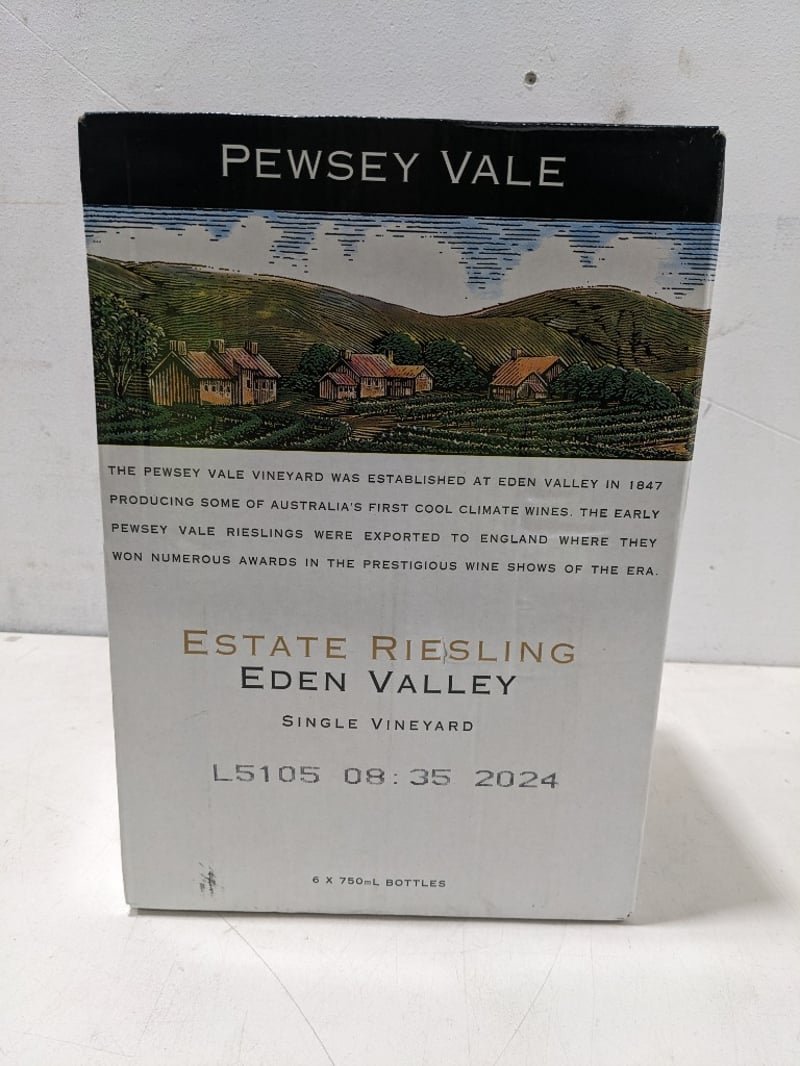 PEWSEY VALE
THE PEWSEY VALE VINEYARD WAS ESTABLISHED AT EDEN VALLEY IN 1847
PRODUCING SOME OF AUSTRALIA'S FIRST COOL CLIMATE WINES. THE EARLY
PEWSEY VALE RIESLINGS WERE EXPORTED TO ENGLAND WHERE THEY
WON NUMEROUS AWARDS IN THE PRESTIGIOUS WINE SHOWS OF THE ERA.
ESTATE RIESLING
EDEN VALLEY
SINGLE VINEYARD
L5105 08:35 2024
6 X 750mL BOTTLES